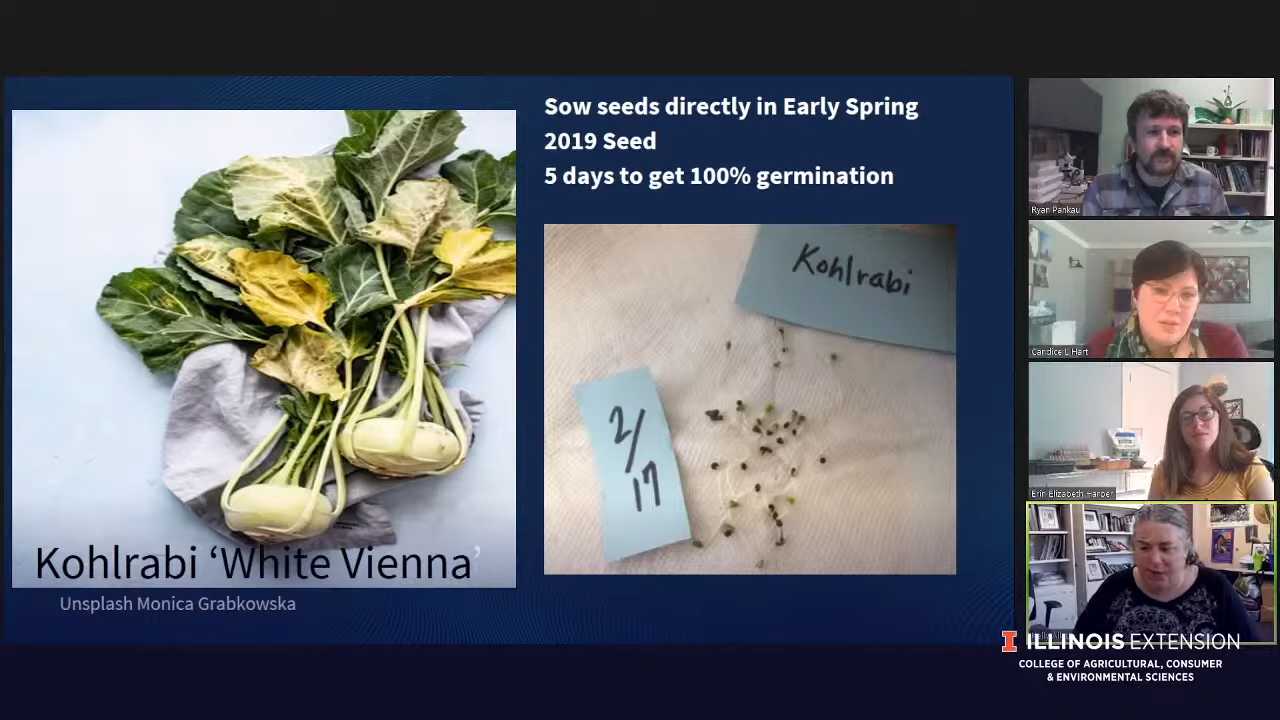 Sow seeds directly in Early Spring
2019 Seed
5 days to get 100% germination
Kohlrabi
2/
17
Kohlrabi ‘White Vienna’
Unsplash Monica Grabkowska
Ryan Pankau
Candice L Hart
Erin Elizabeth Harper
I ILLINOIS EXTENSION
COLLEGE OF AGRICULTURAL, CONSUMER
& ENVIRONMENTAL SCIENCES